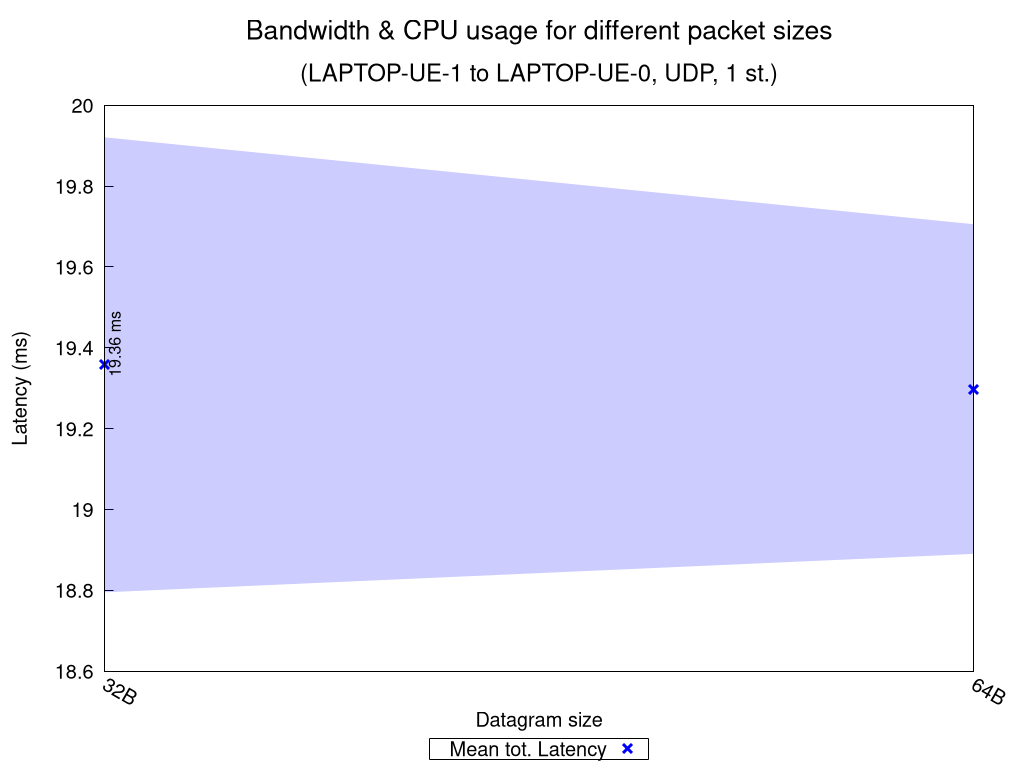 Bandwidth & CPU usage for different packet sizes
(LAPTOP-UE-1 to LAPTOP-UE-0, UDP, 1 st.)
20
19.8
19.6
19.4
19.2
19
18.8
18.6
Latency (ms)
19.36 ms
32B
64B
Datagram size
Mean tot. Latency